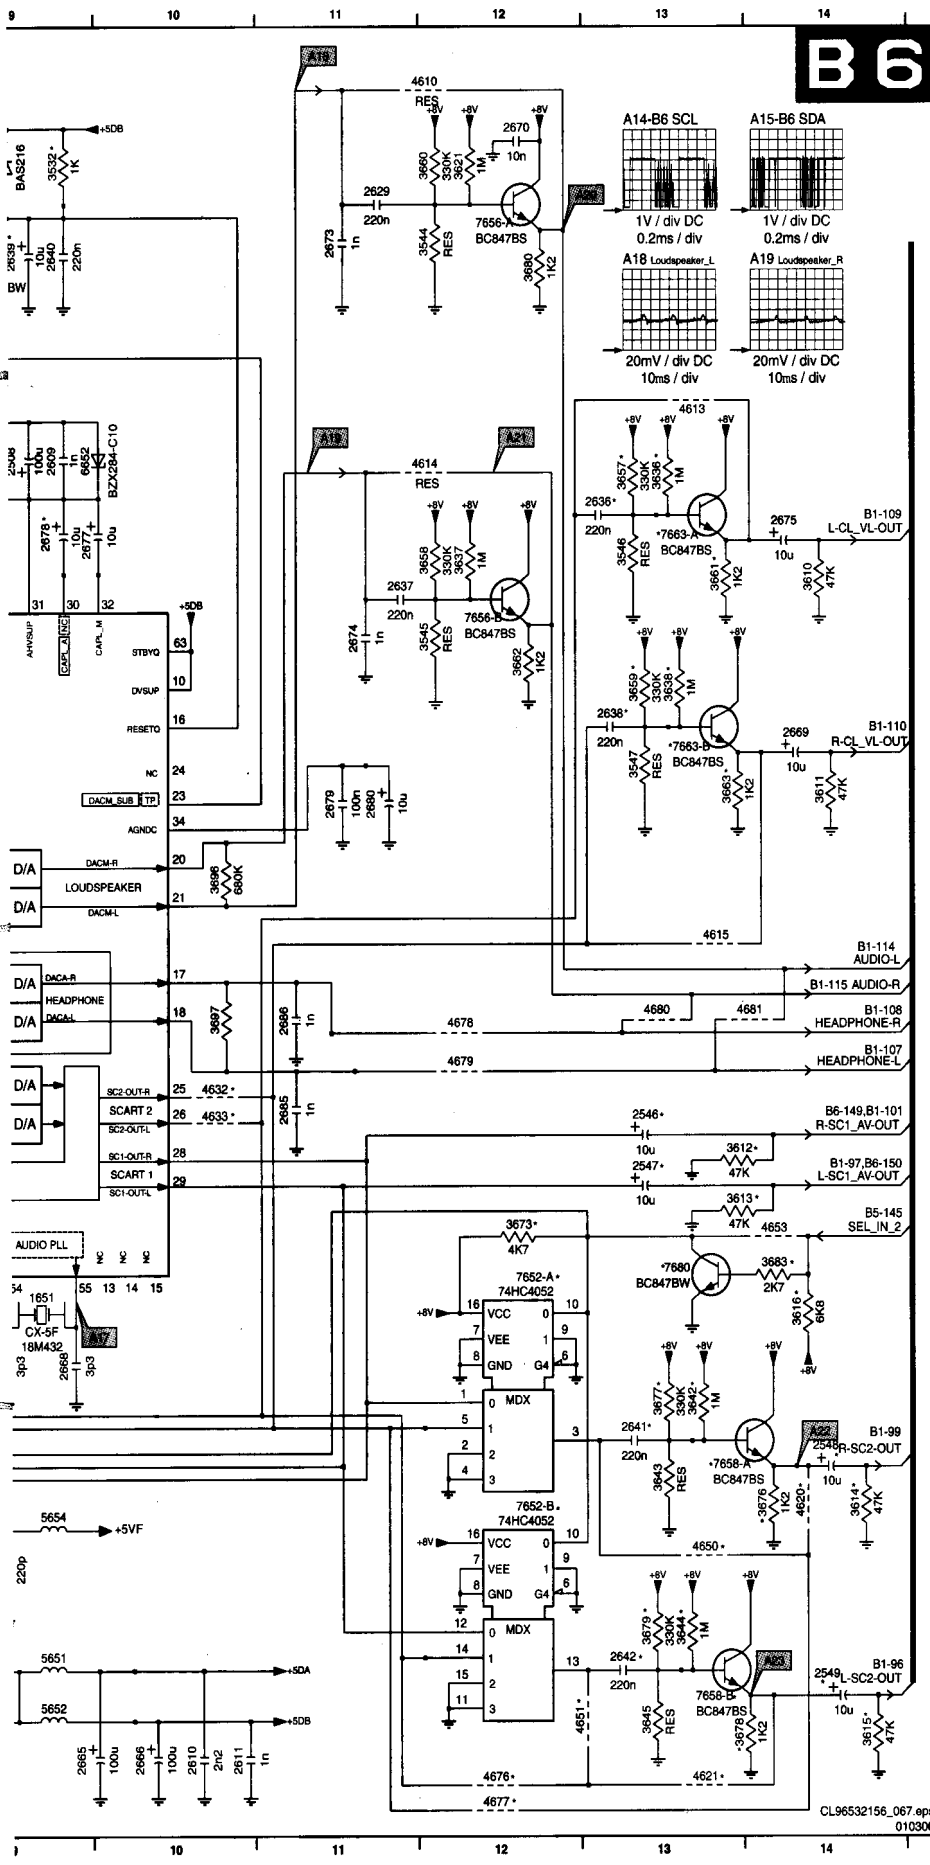 9 10 11 12 13 14
B 6
4610
RES
+8V +8V +8V
+5DB
BAS216
3532*
1K
2670
10n
3660
330K
3621
1M
2629
220n
7656-A
BC847BS
2673
1n
3544
RES
3680
1K2
A14-B6 SCL
1V / div DC
0.2ms / div
A15-B6 SDA
1V / div DC
0.2ms / div
A18 Loudspeaker_L
20mV / div DC
10ms / div
A19 Loudspeaker_R
20mV / div DC
10ms / div
2639*
10u
2640
220n
BW
4613
+8V +8V +8V
A21
4614
RES
2508
100u
2609
1n
6652
BZX284-C10
2678*
10u
2677
10u
3657*
330K
3636*
1M
2636*
220n
*7663-A
BC847BS
3546
RES
3661*
1K2
2675
10u
3610
47K
B1-109
L-CL_VL-OUT
+8V +8V +8V
3658
330K
3637
1M
2637
220n
7656-B
BC847BS
2674
1n
3545
RES
3662
1K2
31 30 32
AHVSUP
CAPL_A NC
CAPL_M
+5DB
STBYQ 63
DVSUP 10
RESETQ 16
NC 24
DACM_SUB TP 23
AGNDC 34
+8V +8V +8V
3659*
330K
3638*
1M
2638*
220n
*7663-B
BC847BS
3547
RES
3663*
1K2
2669
10u
3611
47K
B1-110
R-CL_VL-OUT
2679
100n
2680
10u
D/A DACM-R 20
LOUDSPEAKER
D/A DACM-L 21
3696
680K
4615
B1-114
AUDIO-L
B1-115 AUDIO-R
D/A DACA-R 17
HEADPHONE
D/A DACA-L 18
3697
2686
1n
4678
4680
4681
B1-108
HEADPHONE-R
4679
B1-107
HEADPHONE-L
D/A SC2-OUT-R 25 4632*
SCART 2
D/A SC2-OUT-L 26 4633*
2685
1n
SC1-OUT-R 28
SCART 1
SC1-OUT-L 29
2546*
10u
B6-149,B1-101
R-SC1_AV-OUT
3612*
47K
2547*
10u
B1-97,B6-150
L-SC1_AV-OUT
3613*
47K
4653
B5-145
SEL_IN_2
AUDIO PLL
NC NC NC
54 55 13 14 15
3673*
4K7
*7680
BC847BW
3683*
2K7
3616*
6K8
+8V
1651
CX-5F
18M432
A17
3p3
2668
3p3
7652-A*
74HC4052
+8V 16 VCC 0 10
7 VEE 1 9
8 GND G4 6
MDX
1 0
5 1
2 2
4 3
3
+8V +8V +8V
3677*
330K
3642*
1M
2641*
220n
*7658-A
BC847BS
3643
RES
*3676
1K2
4620*
A22
2548
10u
3614*
47K
B1-99
R-SC2-OUT
5654
+5VF
220p
7652-B*
74HC4052
+8V 16 VCC 0 10
7 VEE 1 9
8 GND G4 6
MDX
12 0
14 1
15 2
11 3
13
4650*
+8V +8V +8V
3679*
330K
3644*
1M
2642*
220n
7658-B*
BC847BS
3645
RES
*3678
1K2
2549
10u
3615*
47K
B1-96
L-SC2-OUT
5651
+5DA
5652
+5DB
2665
100u
2666
100u
2610
2n2
2611
1n
4651*
4676*
4621*
4677*
CL96532156_067.eps
010306
10 11 12 13 14